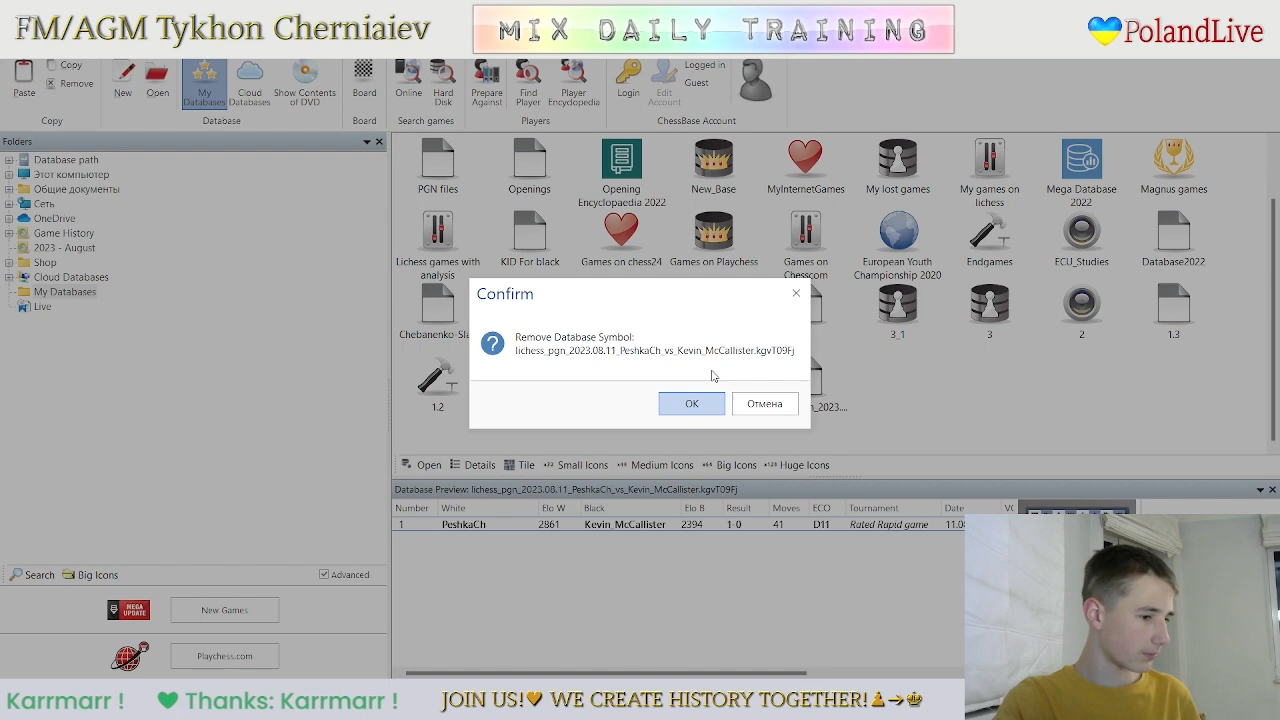 FM/AGM Tykhon Cherniaiev
MIX DAILY TRAINING
PolandLive
Paste
Copy
Remove
Copy
New
Open
My Databases
Cloud Databases
Show Contents of DVD
Database
Board
Board
Online
Hard Disk
Search games
Prepare Against
Find Player
Player Encyclopedia
Players
Login
Edit Account
Logged in
Guest
ChessBase Account
Folders
Database path
Этот компьютер
Общие документы
Сеть
OneDrive
Game History
2023 - August
Shop
Cloud Databases
My Databases
Live
PGN files
Openings
Opening
Encyclopaedia 2022
New_Base
MyInternetGames
My lost games
My games on
lichess
Mega Database
2022
Magnus games
Lichess games with
analysis
KID For black
Games on chess24
Games on Playchess
Games on
Chesscom
European Youth
Championship 2020
Endgames
ECU_Studies
Database2022
3_1
3
2
1.3
1.2
Confirm
Remove Database Symbol:
lichess_pgn_2023.08.11_PeshkaCh_vs_Kevin_McCallister.kgvT09Fj
OK
Отмена
Open
Details
Tile
Small Icons
Medium Icons
Big Icons
Huge Icons
Database Preview: lichess_pgn_2023.08.11_PeshkaCh_vs_Kevin_McCallister.kgvT09Fj
Number White Elo W Black Elo B Result Moves ECO Tournament Date
1 PeshkaCh 2861 Kevin_McCallister 2394 1-0 41 D11 Rated Rapid game 11.0
Search
Big Icons
Advanced
MEGA UPDATE
New Games
Playchess.com
Karrmarr !
Thanks: Karrmarr !
JOIN US!🧡 WE CREATE HISTORY TOGETHER!♟→♚